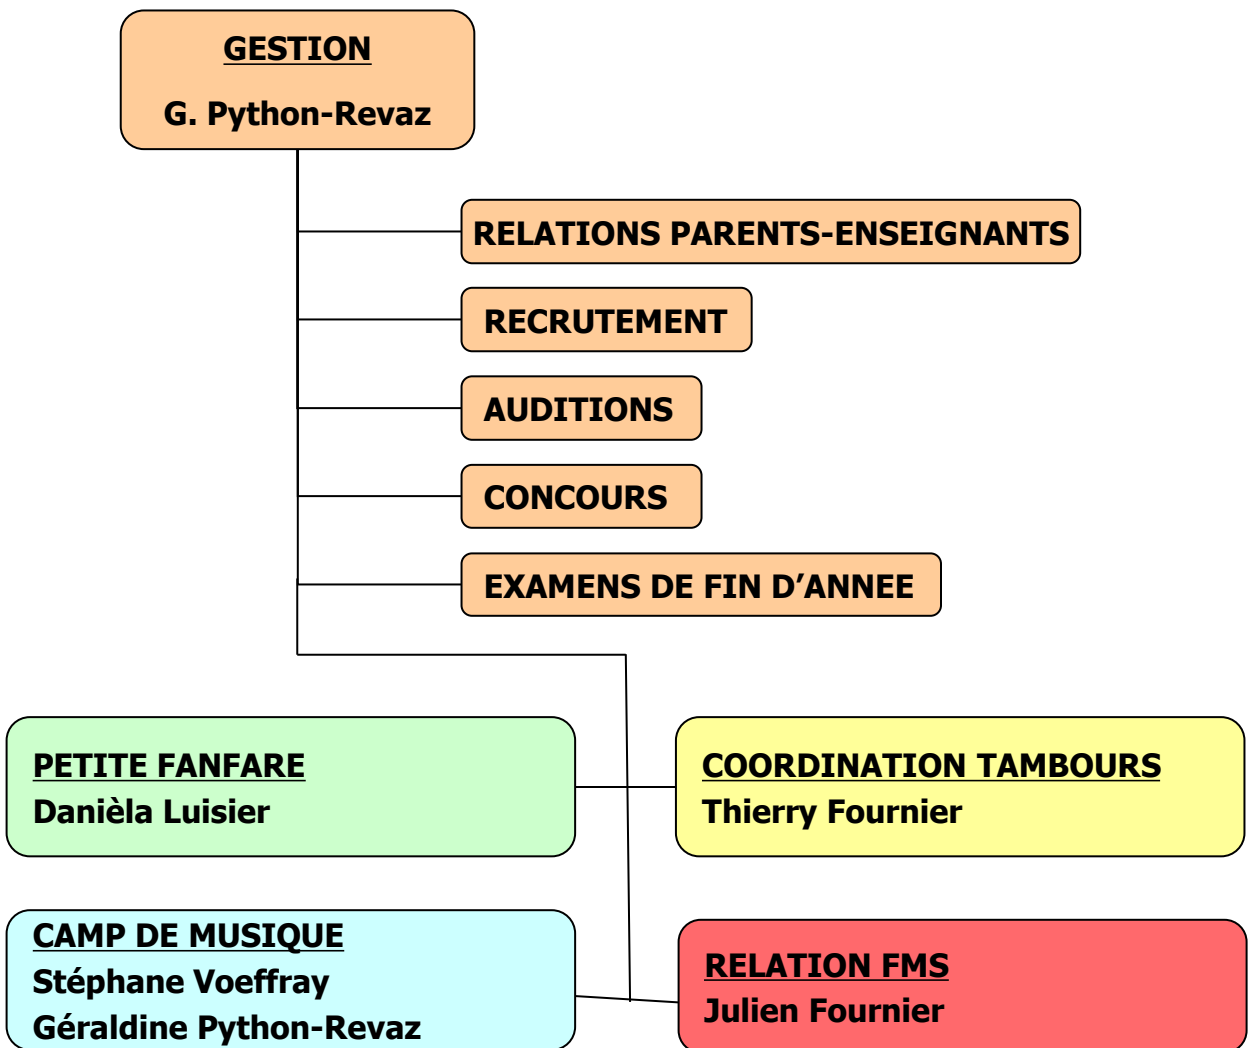 GESTION
G. Python-Revaz
RELATIONS PARENTS-ENSEIGNANTS
RECRUTEMENT
AUDITIONS
CONCOURS
EXAMENS DE FIN D’ANNEE
PETITE FANFARE
Danièla Luisier
COORDINATION TAMBOURS
Thierry Fournier
CAMP DE MUSIQUE
Stéphane Voeffray
Géraldine Python-Revaz
RELATION FMS
Julien Fournier